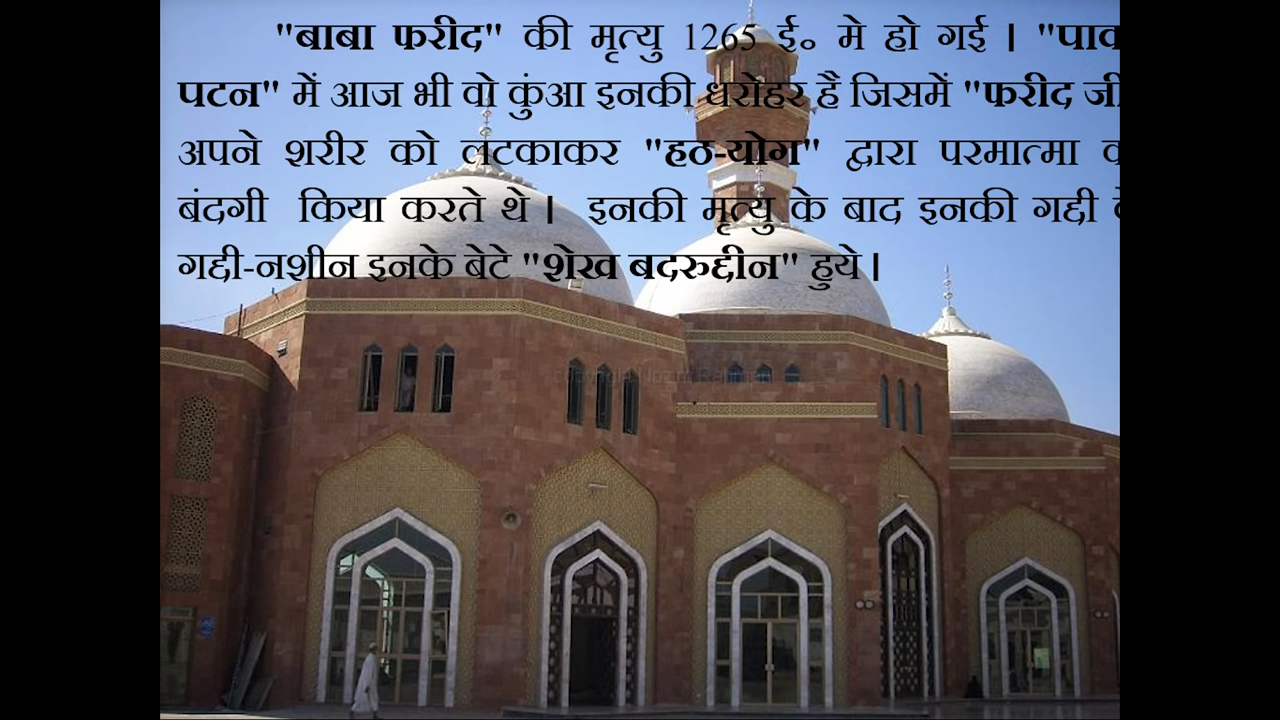 "बाबा फरीद" की मृत्यु 1265 ई॰ मे हो गई ।
पटन" में आज भी वो कुंआ इनकी धरोहर है जिसमें "फरीद जी
अपने शरीर को लटकाकर "हठ-योग" द्वारा परमात्मा
बंदगी किया करते थे । इनकी मृत्यु के बाद इनकी गद्दी
गद्दी-नशीन इनके बेटे "शेख बदरुद्दीन" हुये ।